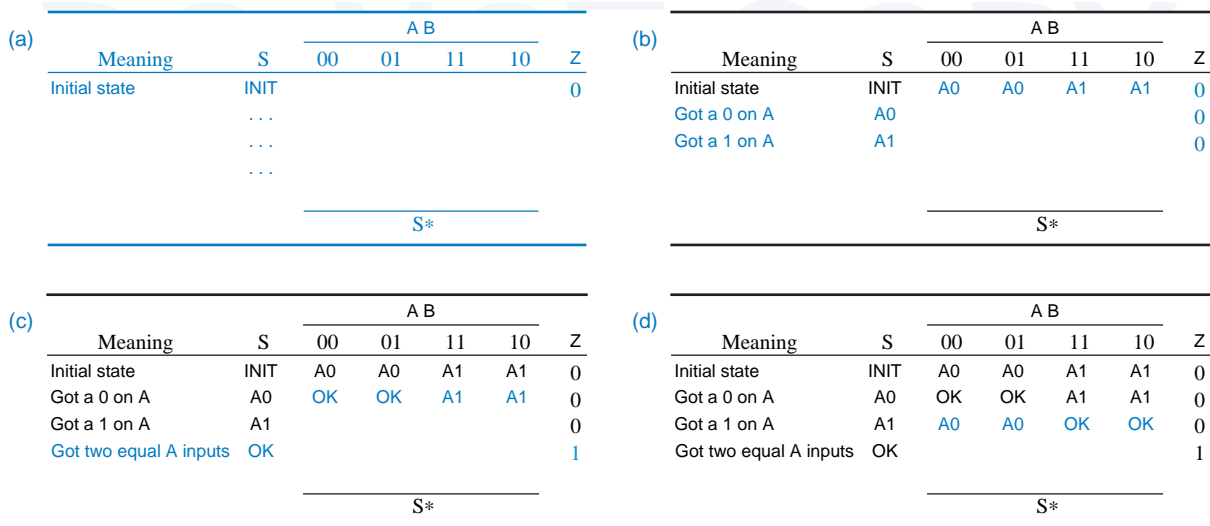 (a)
A B
Meaning S 00 01 11 10 Z
Initial state INIT 0
. . .
. . .
. . .
S*
(b)
A B
Meaning S 00 01 11 10 Z
Initial state INIT A0 A0 A1 A1 0
Got a 0 on A A0 0
Got a 1 on A A1 0
S*
(c)
A B
Meaning S 00 01 11 10 Z
Initial state INIT A0 A0 A1 A1 0
Got a 0 on A A0 OK OK A1 A1 0
Got a 1 on A A1 0
Got two equal A inputs OK 1
S*
(d)
A B
Meaning S 00 01 11 10 Z
Initial state INIT A0 A0 A1 A1 0
Got a 0 on A A0 OK OK A1 A1 0
Got a 1 on A A1 A0 A0 OK OK 0
Got two equal A inputs OK 1
S*